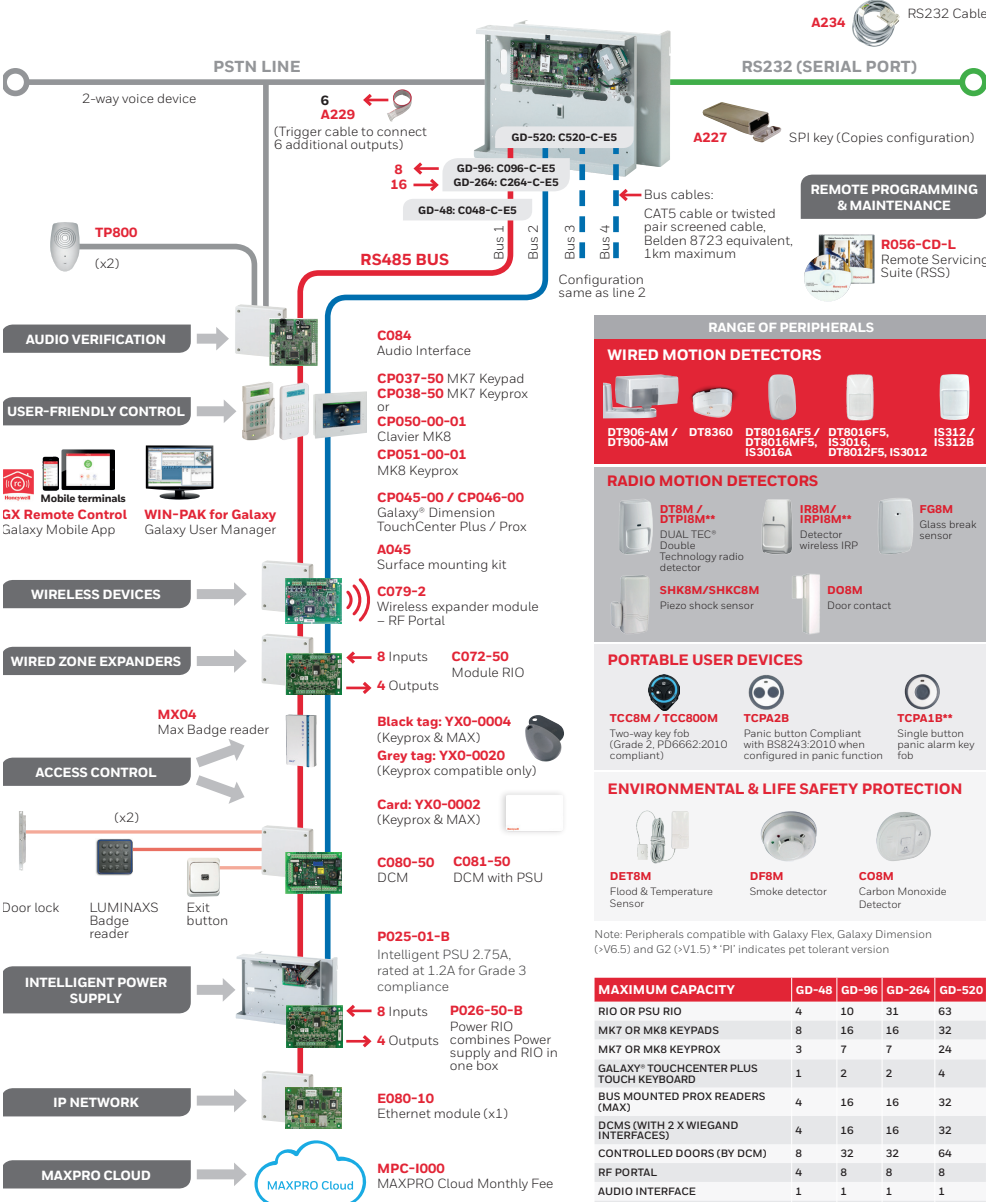 A234
RS232 Cable
PSTN LINE
RS232 (SERIAL PORT)
2-way voice device
6
A229
(Trigger cable to connect
6 additional outputs)
GD-520: C520-C-E5
A227
SPI key (Copies configuration)
8
16
GD-96: C096-C-E5
GD-264: C264-C-E5
GD-48: C048-C-E5
Bus cables:
CAT5 cable or twisted
pair screened cable,
Belden 8723 equivalent,
1km maximum
REMOTE PROGRAMMING
& MAINTENANCE
R056-CD-L
Remote Servicing
Suite (RSS)
Bus 1
Bus 2
Bus 3
Bus 4
Configuration
same as line 2
TP800
(x2)
RS485 BUS
AUDIO VERIFICATION
C084
Audio Interface
USER-FRIENDLY CONTROL
CP037-50 MK7 Keypad
CP038-50 MK7 Keyprox
or
CP050-00-01
Clavier MK8
CP051-00-01
MK8 Keyprox
CP045-00 / CP046-00
Galaxy® Dimension
TouchCenter Plus / Prox
A045
Surface mounting kit
rc
Honeywell
Mobile terminals
GX Remote Control
Galaxy Mobile App
WIN-PAK for Galaxy
Galaxy User Manager
WIRELESS DEVICES
C079-2
Wireless expander module
– RF Portal
WIRED ZONE EXPANDERS
8 Inputs
4 Outputs
C072-50
Module RIO
MX04
Max Badge reader
ACCESS CONTROL
Black tag: YX0-0004
(Keyprox & MAX)
Grey tag: YX0-0020
(Keyprox compatible only)
Card: YX0-0002
(Keyprox & MAX)
Honeywell
(x2)
Door lock
LUMINAXS
Badge
reader
Exit
button
C080-50
DCM
C081-50
DCM with PSU
INTELLIGENT POWER
SUPPLY
P025-01-B
Intelligent PSU 2.75A,
rated at 1.2A for Grade 3
compliance
8 Inputs
4 Outputs
P026-50-B
Power RIO
combines Power
supply and RIO in
one box
IP NETWORK
E080-10
Ethernet module (x1)
MAXPRO CLOUD
MAXPRO Cloud
MPC-I000
MAXPRO Cloud Monthly Fee
RANGE OF PERIPHERALS
WIRED MOTION DETECTORS
DT906-AM /
DT900-AM
DT8360
DT8016AF5 /
DT8016MF5,
IS3016A
DT8016F5,
IS3016,
DT8012F5, IS3012
IS312 /
IS312B
RADIO MOTION DETECTORS
DT8M /
DTPI8M**
DUAL TEC®
Double
Technology radio
detector
IR8M/
IRPI8M**
Detector
wireless IRP
FG8M
Glass break
sensor
SHK8M/SHKC8M
Piezo shock sensor
DO8M
Door contact
PORTABLE USER DEVICES
TCC8M / TCC800M
Two-way key fob
(Grade 2, PD6662:2010
compliant)
TCPA2B
Panic button Compliant
with BS8243:2010 when
configured in panic function
TCPA1B**
Single button
panic alarm key
fob
ENVIRONMENTAL & LIFE SAFETY PROTECTION
DET8M
Flood & Temperature
Sensor
DF8M
Smoke detector
CO8M
Carbon Monoxide
Detector
Note: Peripherals compatible with Galaxy Flex, Galaxy Dimension
(>V6.5) and G2 (>V1.5) * 'PI' indicates pet tolerant version
MAXIMUM CAPACITY GD-48 GD-96 GD-264 GD-520
RIO OR PSU RIO 4 10 31 63
MK7 OR MK8 KEYPADS 8 16 16 32
MK7 OR MK8 KEYPROX 3 7 7 24
GALAXY® TOUCHCENTER PLUS
TOUCH KEYBOARD 1 2 2 4
BUS MOUNTED PROX READERS
(MAX) 4 16 16 32
DCMS (WITH 2 X WIEGAND
INTERFACES) 4 16 16 32
CONTROLLED DOORS (BY DCM) 8 32 32 64
RF PORTAL 4 8 8 8
AUDIO INTERFACE 1 1 1 1